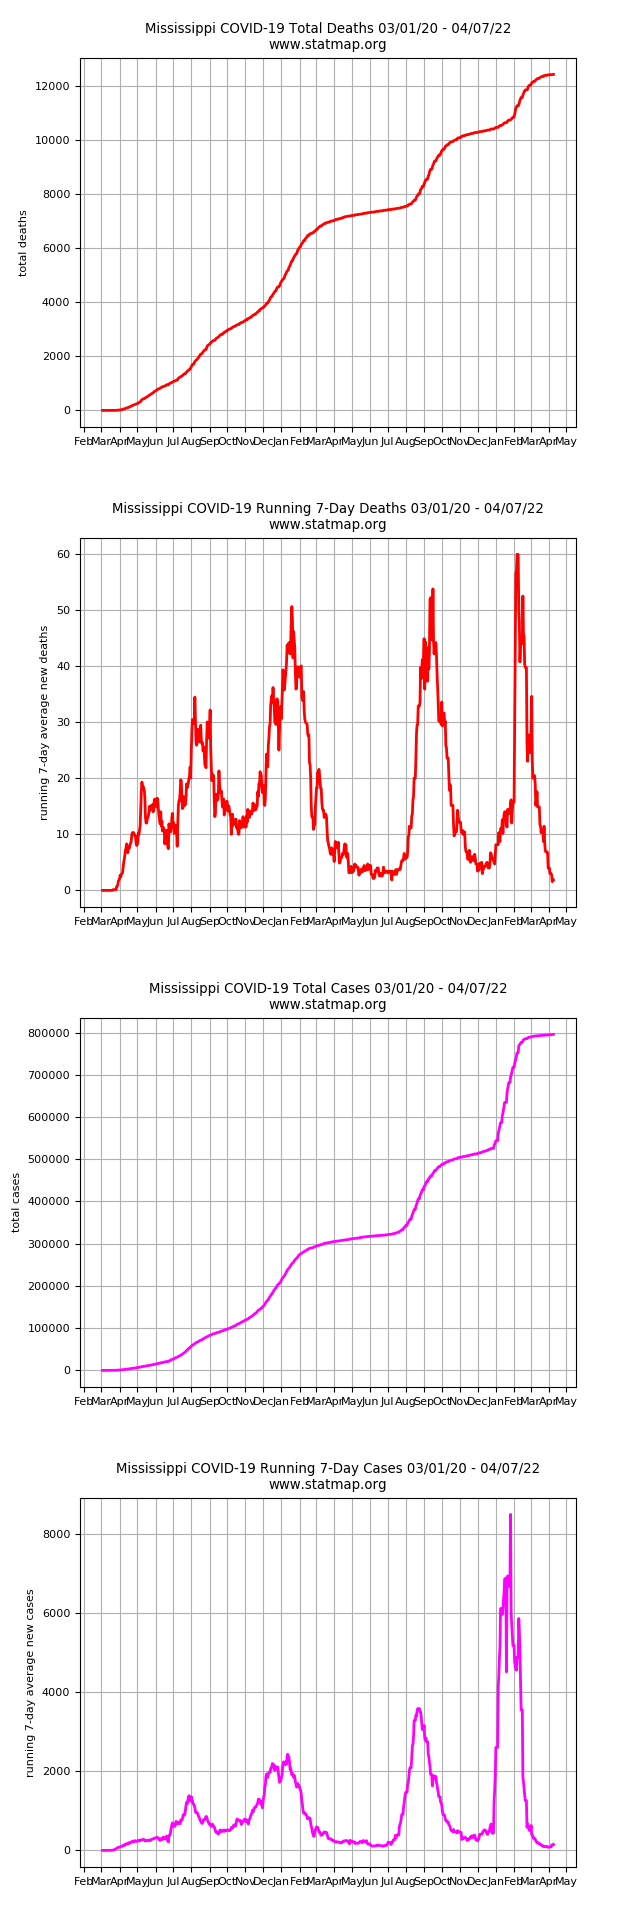 Mississippi COVID-19 Total Deaths 03/01/20 - 04/07/22
www.statmap.org
12000
10000
8000
6000
4000
2000
0
total deaths
Feb Mar Apr May Jun Jul Aug Sep Oct Nov Dec Jan Feb Mar Apr May Jun Jul Aug Sep Oct Nov Dec Jan Feb Mar Apr May
Mississippi COVID-19 Running 7-Day Deaths 03/01/20 - 04/07/22
www.statmap.org
60
50
40
30
20
10
0
running 7-day average new deaths
Feb Mar Apr May Jun Jul Aug Sep Oct Nov Dec Jan Feb Mar Apr May Jun Jul Aug Sep Oct Nov Dec Jan Feb Mar Apr May
Mississippi COVID-19 Total Cases 03/01/20 - 04/07/22
www.statmap.org
800000
700000
600000
500000
400000
300000
200000
100000
0
total cases
Feb Mar Apr May Jun Jul Aug Sep Oct Nov Dec Jan Feb Mar Apr May Jun Jul Aug Sep Oct Nov Dec Jan Feb Mar Apr May
Mississippi COVID-19 Running 7-Day Cases 03/01/20 - 04/07/22
www.statmap.org
8000
6000
4000
2000
0
running 7-day average new cases
Feb Mar Apr May Jun Jul Aug Sep Oct Nov Dec Jan Feb Mar Apr May Jun Jul Aug Sep Oct Nov Dec Jan Feb Mar Apr May